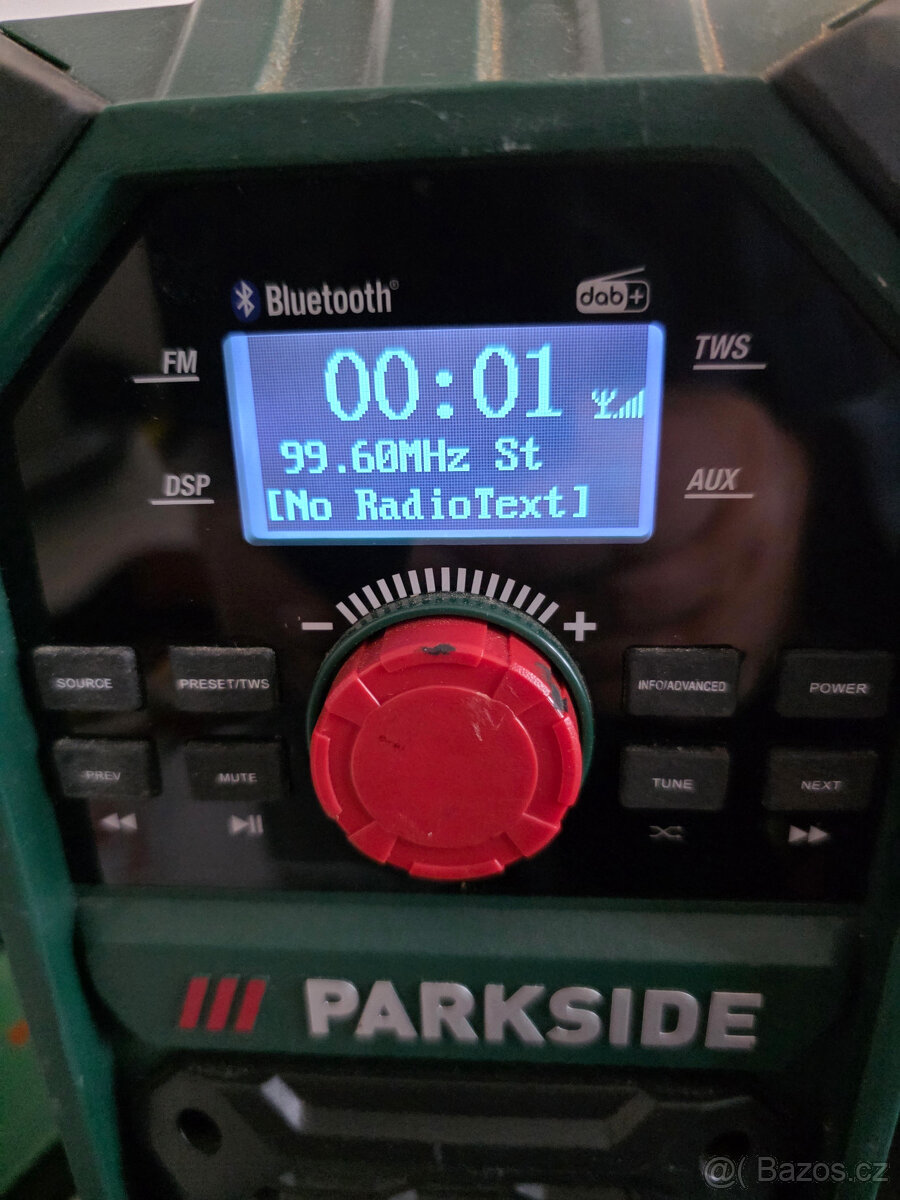 Bluetooth®
dab+
FM
TWS
00:01
99.60MHz St
DSP
AUX
[No RadioText]
− +
SOURCE
PRESET/TWS
INFO/ADVANCED
POWER
PREV
MUTE
TUNE
NEXT
PARKSIDE
@( Bazos.cz